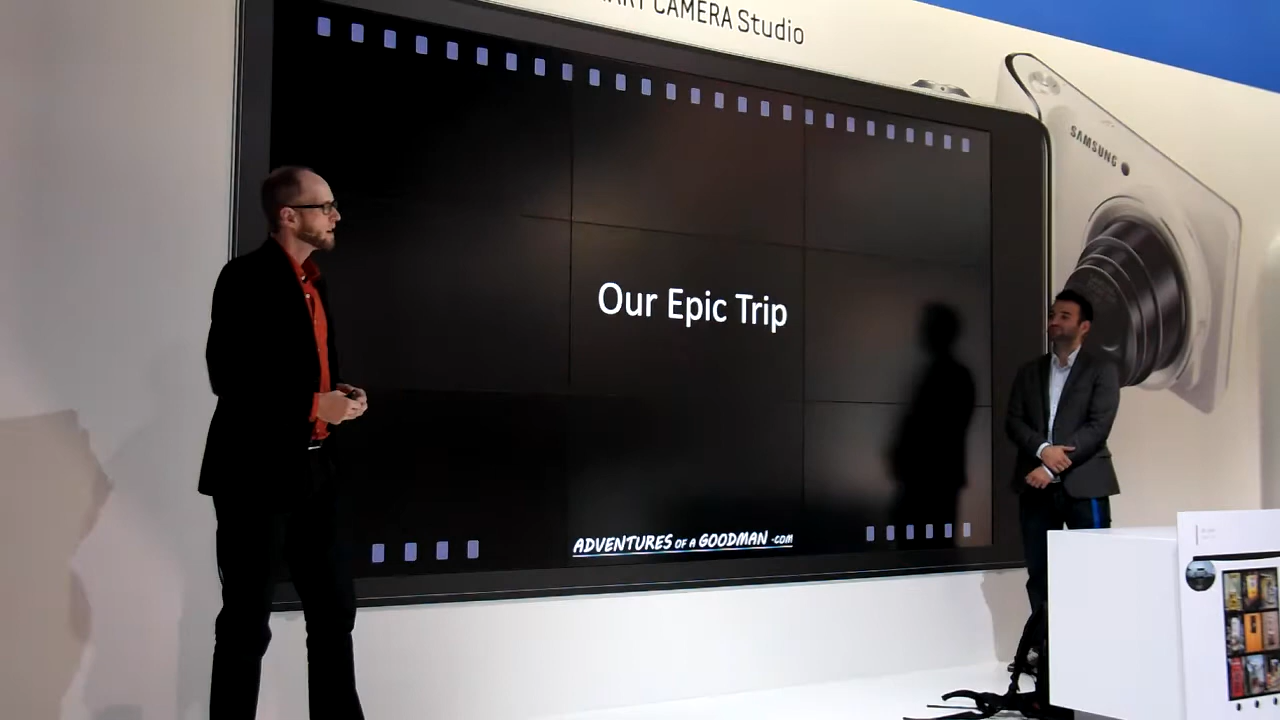 CAMERA Studio
SAMSUNG
Our Epic Trip
ADVENTURES OF A GOODMAN .COM